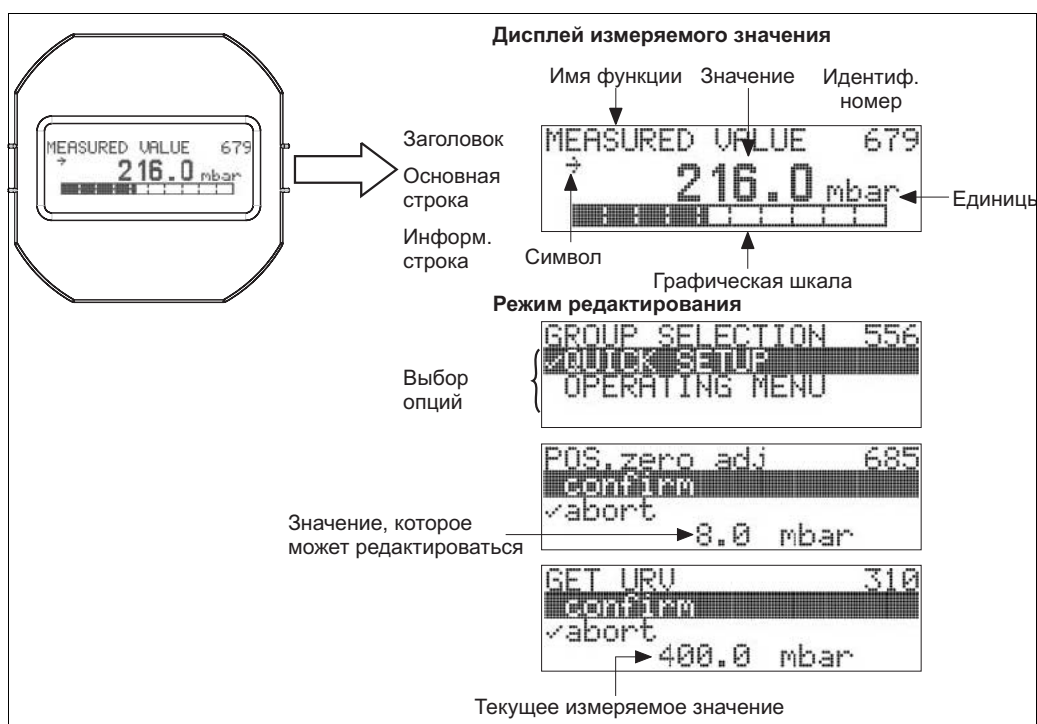 Дисплей измеряемого значения
Имя функции
Значение
Идентиф.
номер
MEASURED VALUE 679
→ 216.0 mbar
Заголовок
Основная
строка
Информ.
строка
MEASURED VALUE 679
→ 216.0 mbar
Единицы
Символ
Графическая шкала
Режим редактирования
GROUP SELECTION 556
✓QUICK SETUP
OPERATING MENU
Выбор
опций
POS.zero adj 685
confirm
✓abort
8.0 mbar
Значение, которое
может редактироваться
GET URV 310
confirm
✓abort
400.0 mbar
Текущее измеряемое значение